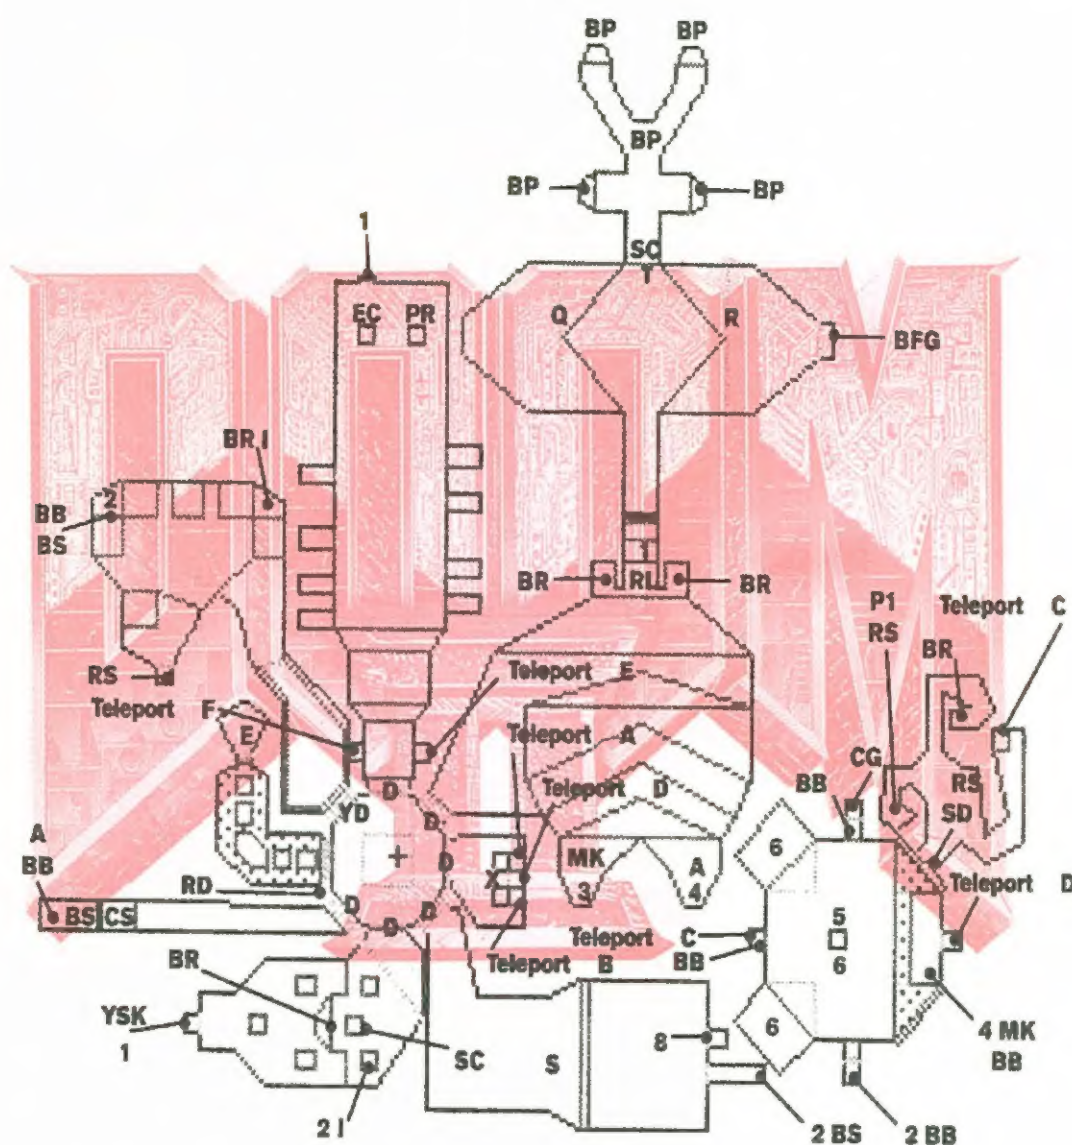 BP BP
BP
BP BP
1
SC
EC PR
Q R
BFG
BR I
2
BB
BS
1
BR RL BR
P1
RS
Teleport C
BR
RS
Teleport F
Teleport
E
E
Teleport A
Teleport D
CG
BB
RS
SD
D
YD
D
A
BB
D
X
MK
3
A
4
6
RD
BS CS
D D D
Teleport D
5
6
Teleport C
BB
Teleport B
BR
YSK
1
SC
S
8
6
4 MK
BB
2 I
2 BS
2 BB